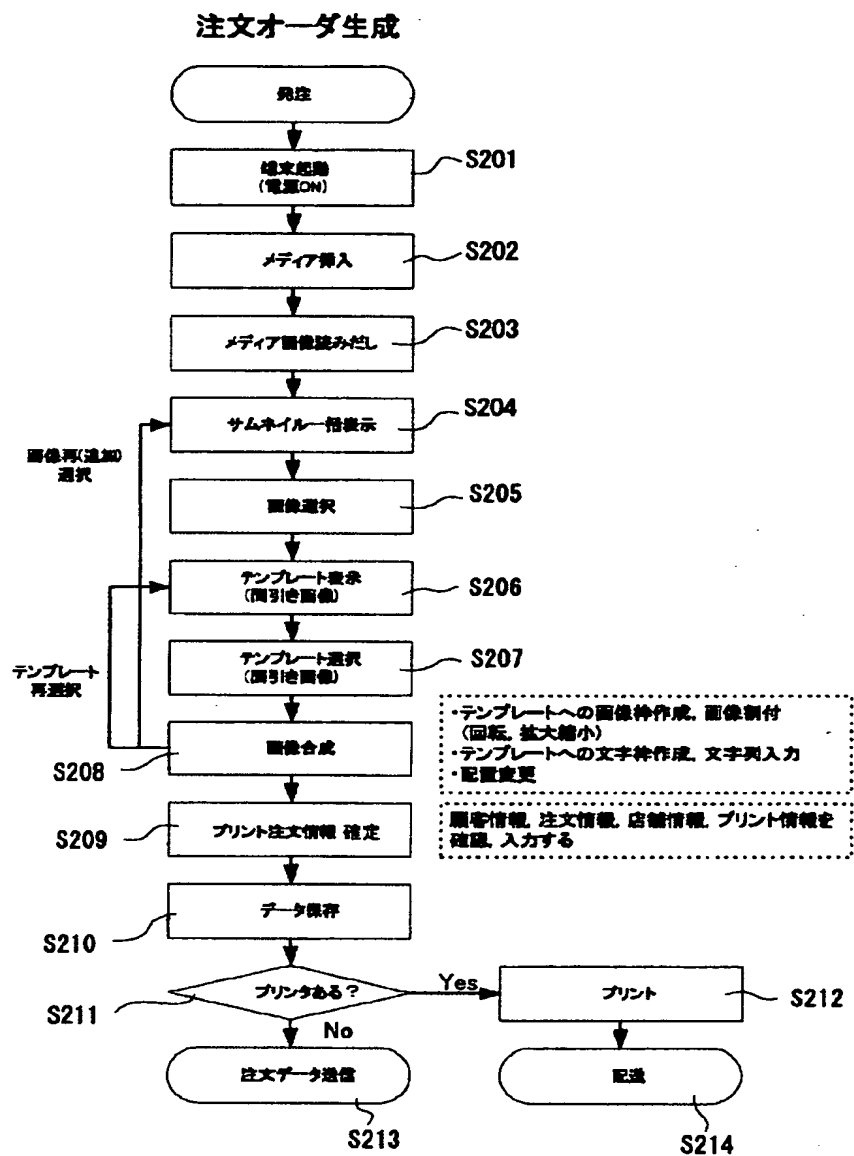 注文オーダ生成
発注
端末起動
(電源ON)
S201
メディア挿入
S202
メディア画像読みだし
S203
サムネイル一括表示
S204
画像再(追加)
選択
画像選択
S205
テンプレート表示
(間引き画像)
S206
テンプレート選択
(間引き画像)
S207
テンプレート
再選択
画像合成
S208
・テンプレートへの画像枠作成, 画像割付
(回転, 拡大縮小)
・テンプレートへの文字枠作成, 文字列入力
・配置変更
プリント注文情報 確定
S209
顧客情報, 注文情報, 店舗情報, プリント情報を
確認, 入力する
データ保存
S210
プリンタある?
S211
Yes
No
プリント
S212
注文データ送信
S213
配送
S214